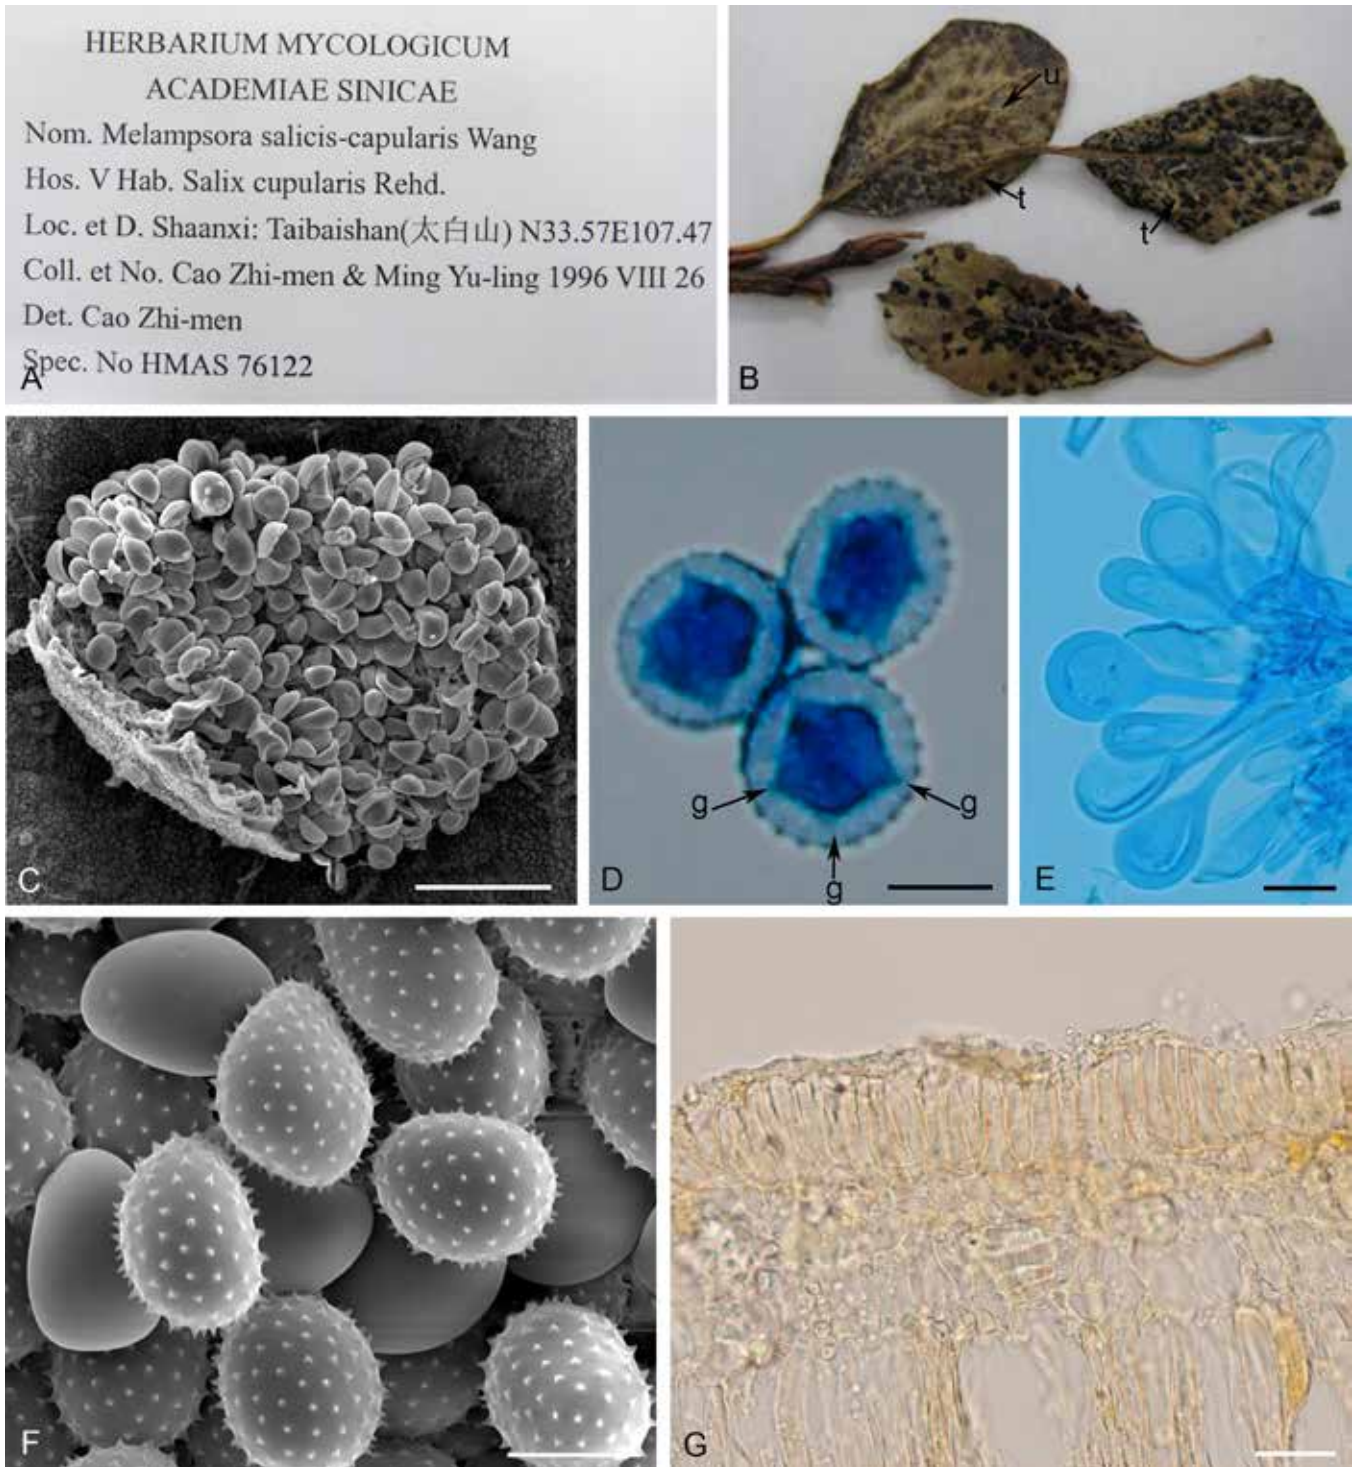 HERBARIUM MYCOLOGICUM
ACADEMIAE SINICAE
Nom. Melampsora salicis-capularis Wang
Hos. V Hab. Salix cupularis Rehd.
Loc. et D. Shaanxi: Taibaishan(太白山) N33.57E107.47
Coll. et No. Cao Zhi-men & Ming Yu-ling 1996 VIII 26
Det. Cao Zhi-men
Spec. No HMAS 76122
A
u
t
t
B
C
g
g
g
D
E
F
G